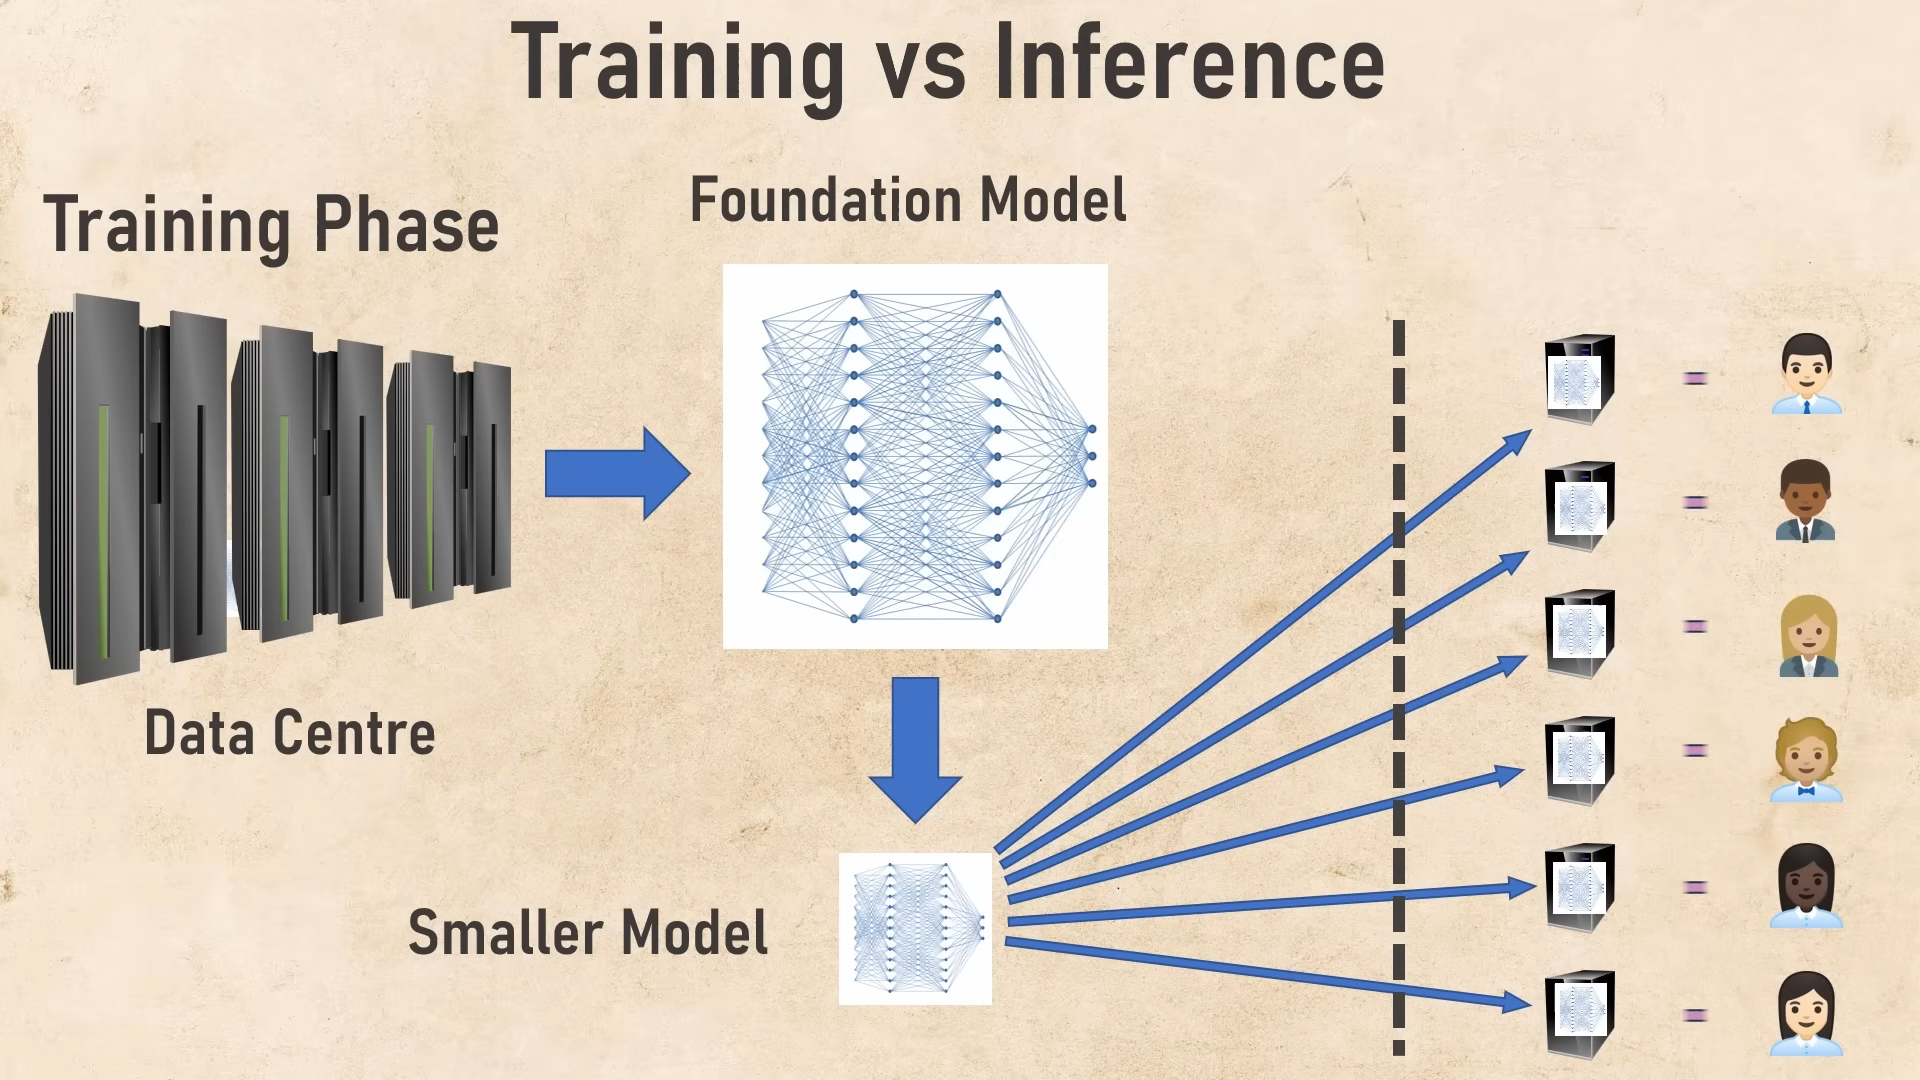 Training vs Inference
Training Phase
Foundation Model
Data Centre
Smaller Model